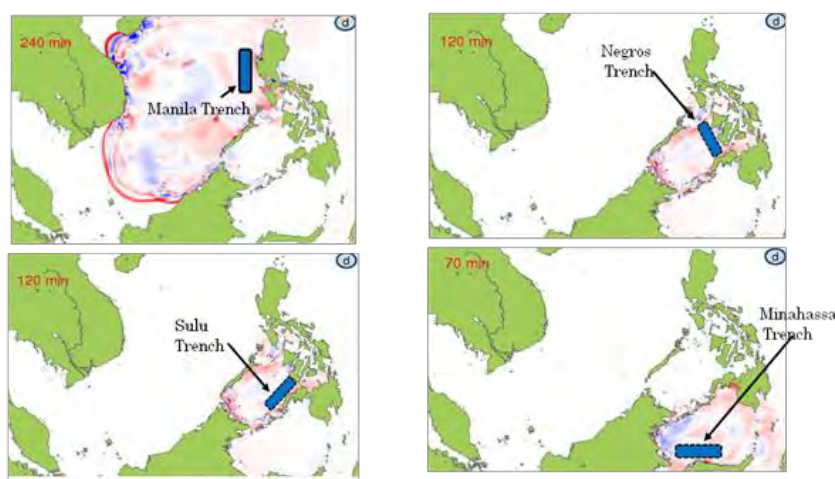 240 min
d
Manila Trench
120 min
d
Negros
Trench
120 min
d
Sulu
Trench
70 min
d
Minahassa
Trench